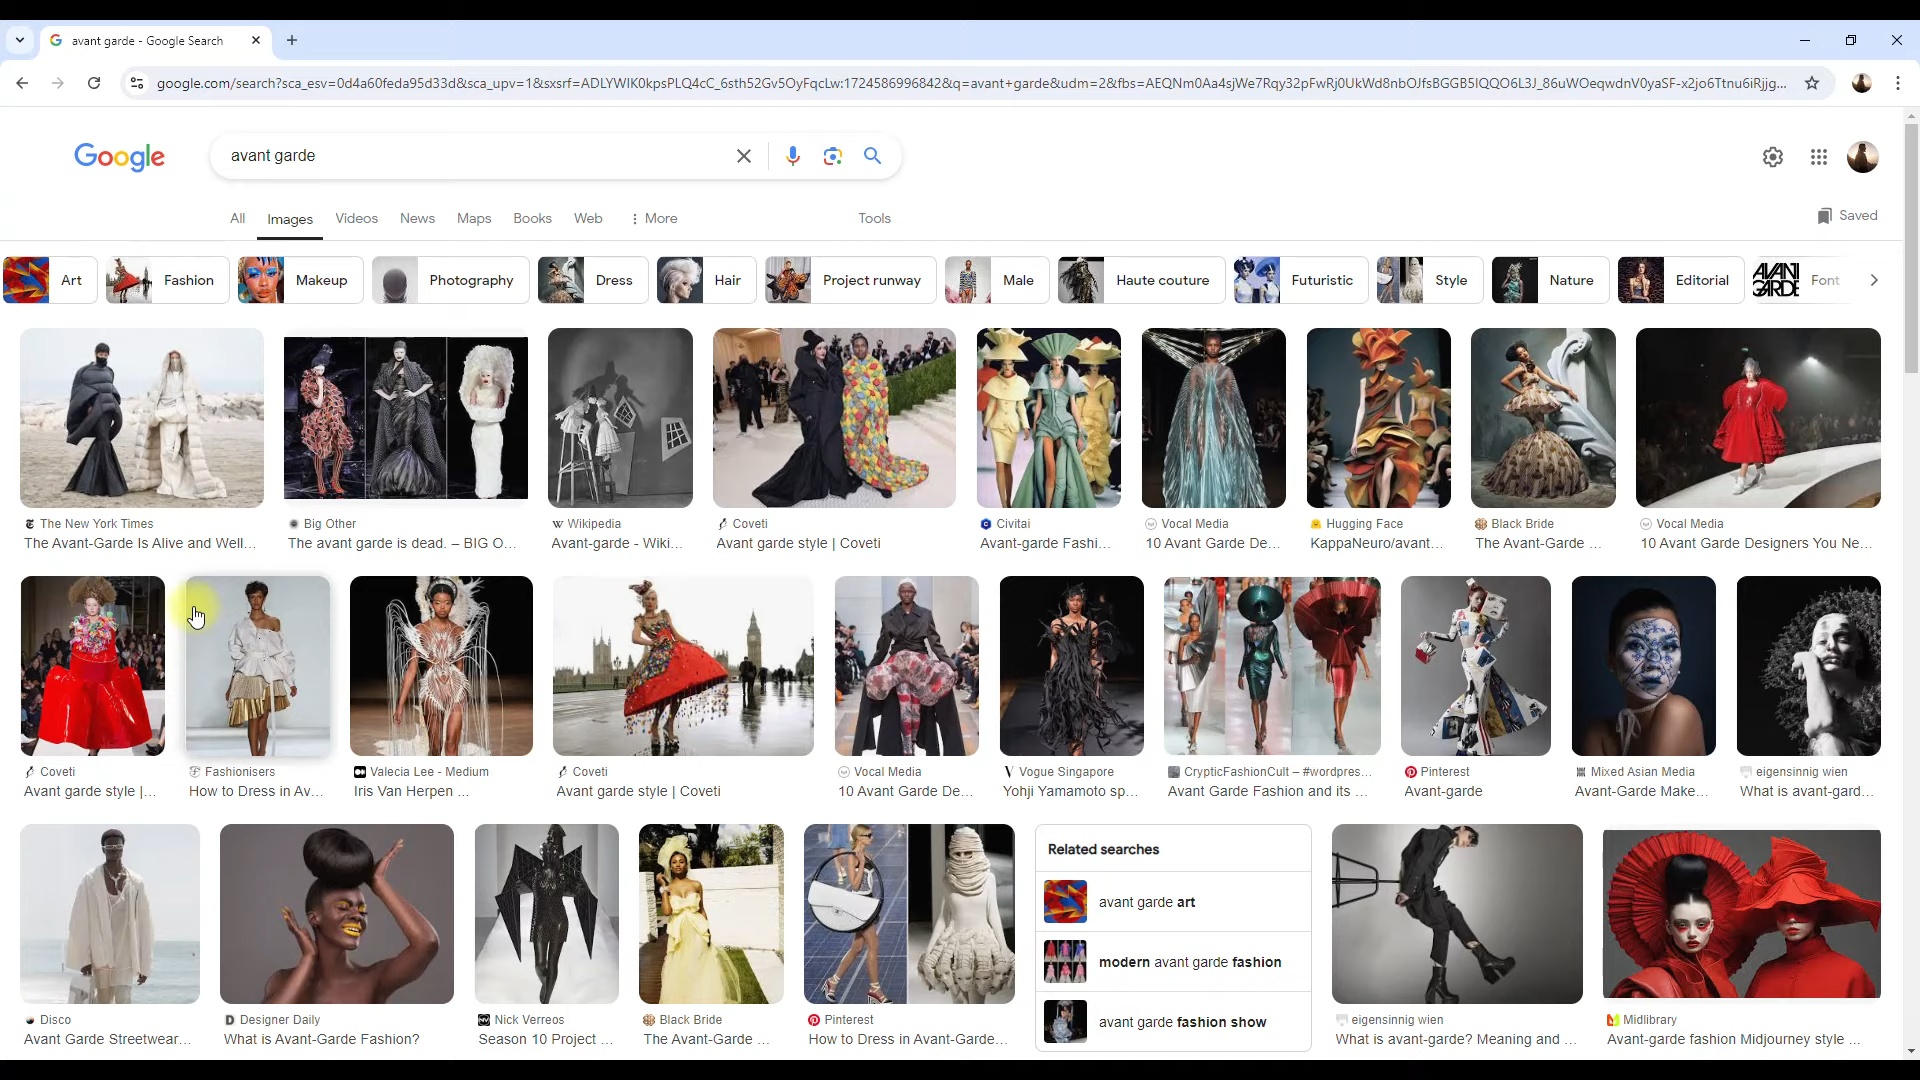 avant garde - Google Search
google.com/search?sca_esv=0d4a60feda95d33d&sca_upv=1&sxsrf=ADLYWIK0kpsPLQ4cC_6sth52Gv5OyFqcLw:1724586996842&q=avant+garde&udm=2&fbs=AEQNm0Aa4sjWe7Rqy32pFwRj0UkWd8nbOJfsBGGB5IQQO6L3J_86uWOeqwdnV0yaSF-x2jo6Ttnu6iRjjg...
Google
avant garde
All Images Videos News Maps Books Web More Tools
Saved
Art Fashion Makeup Photography Dress Hair Project runway Male Haute couture Futuristic Style Nature Editorial AVANT GARDE Font
The New York Times Big Other Wikipedia Coveti Civitai Vocal Media Hugging Face Black Bride Vocal Media
The Avant-Garde Is Alive and Well... The avant garde is dead. – BIG O... Avant-garde - Wiki... Avant garde style | Coveti Avant-garde Fashi... 10 Avant Garde De... KappaNeuro/avant... The Avant-Garde ... 10 Avant Garde Designers You Ne...
Coveti Fashionisers Valecia Lee - Medium Coveti Vocal Media Vogue Singapore CrypticFashionCult – #wordpres... Pinterest Mixed Asian Media eigensinnig wien
Avant garde style |... How to Dress in Av... Iris Van Herpen ... Avant garde style | Coveti 10 Avant Garde De... Yohji Yamamoto sp... Avant Garde Fashion and its ... Avant-garde Avant-Garde Make... What is avant-gard...
Related searches
avant garde art
modern avant garde fashion
avant garde fashion show
Disco Designer Daily Nick Verreos Black Bride Pinterest eigensinnig wien Midlibrary
Avant Garde Streetwear... What is Avant-Garde Fashion? Season 10 Project ... The Avant-Garde ... How to Dress in Avant-Garde... What is avant-garde? Meaning and ... Avant-garde fashion Midjourney style ...